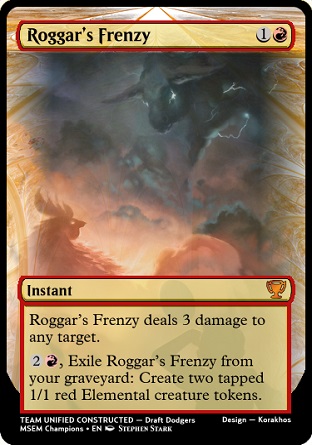 Roggar's Frenzy 1
Instant
Roggar's Frenzy deals 3 damage to
any target.
2 , Exile Roggar's Frenzy from
your graveyard: Create two tapped
1/1 red Elemental creature tokens.
TEAM UNIFIED CONSTRUCTED — Draft Dodgers Design — Korakhos
MSEM Champions • EN STEPHEN STARK